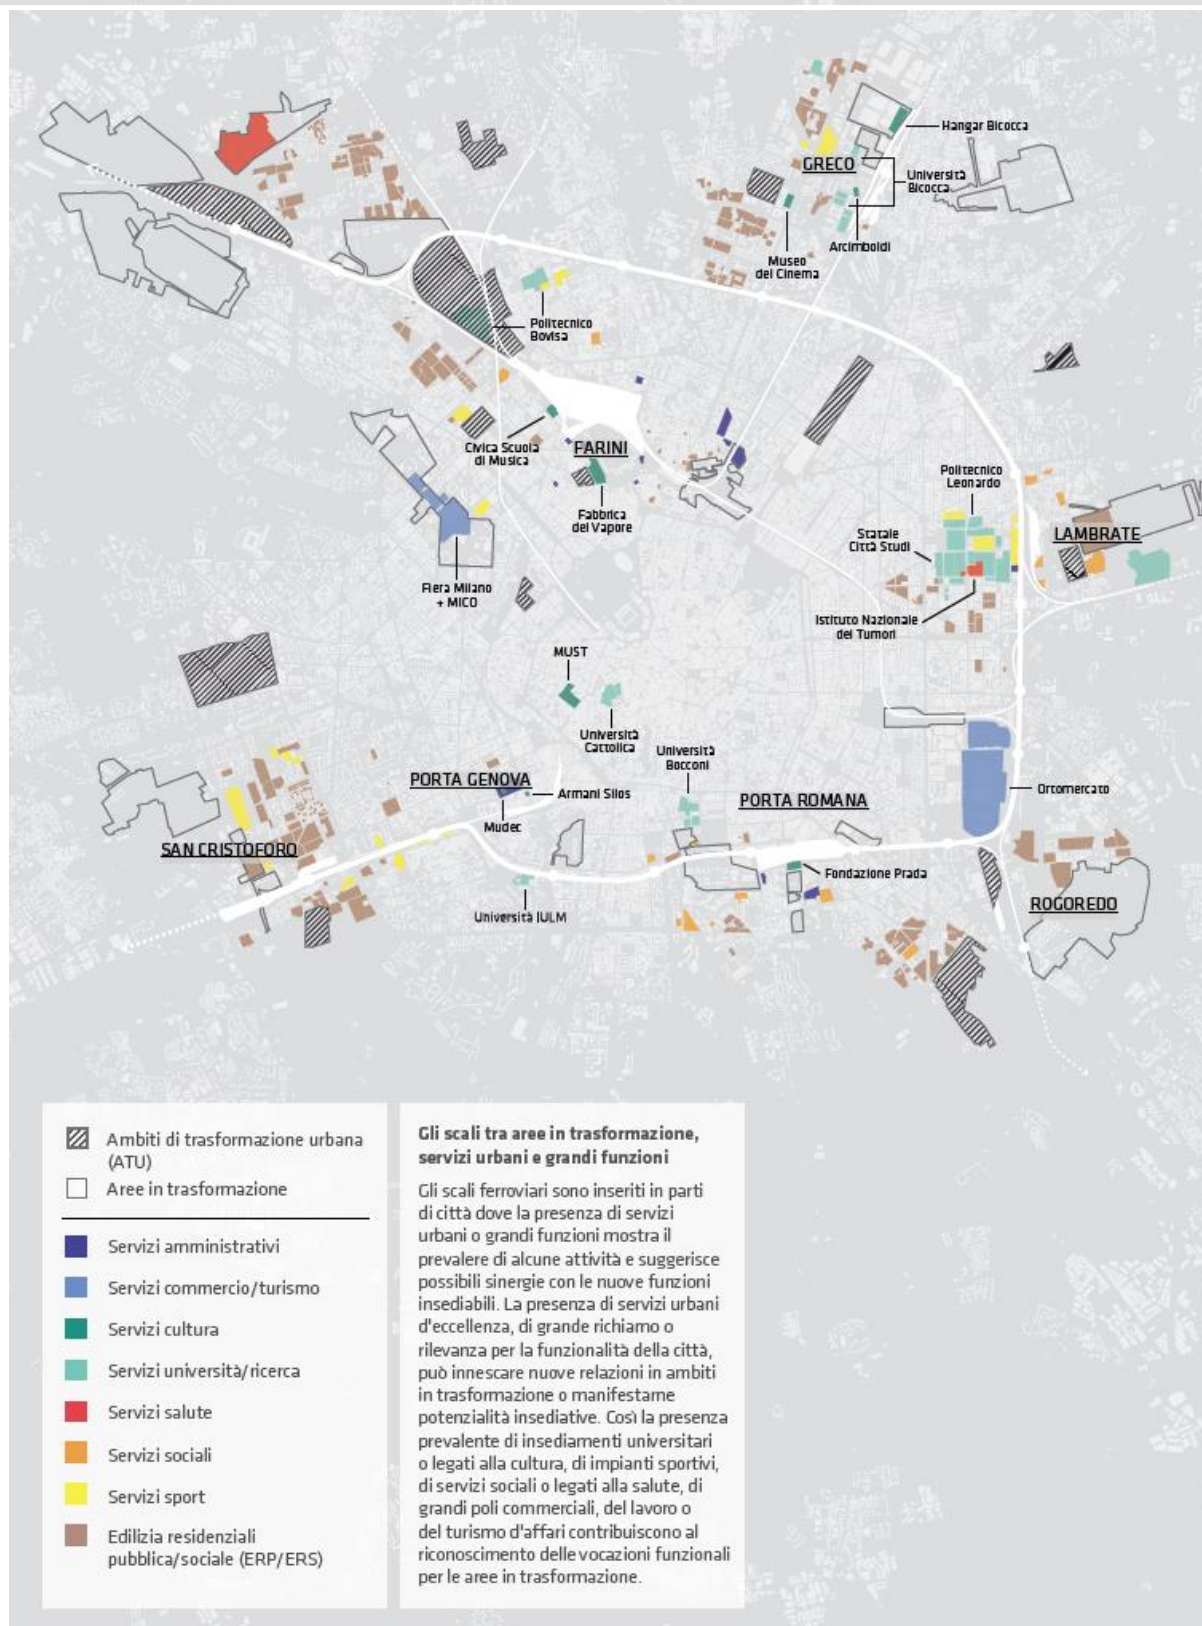 Hangar Bicocca
GRECO
Università
Bicocca
Arcimboldi
Museo
del Cinema
Politecnico
Bovisa
Civica Scuola
di Musica
FARINI
Fabbrica
del Vapore
Politecnico
Leonardo
Statale
Città Studi
LAMBRATE
Fiera Milano
+ MICO
Istituto Nazionale
dei Tumori
MUST
Università
Cattolica
Università
Bocconi
PORTA GENOVA
Armani Silos
PORTA ROMANA
Ortomercato
Mudec
SAN CRISTOFORO
Fondazione Prada
ROGOREDO
Università IULM
Ambiti di trasformazione urbana
(ATU)
Aree in trasformazione
Servizi amministrativi
Servizi commercio/turismo
Servizi cultura
Servizi università/ricerca
Servizi salute
Servizi sociali
Servizi sport
Edilizia residenziali
pubblica/sociale (ERP/ERS)
Gli scali tra aree in trasformazione,
servizi urbani e grandi funzioni
Gli scali ferroviari sono inseriti in parti
di città dove la presenza di servizi
urbani o grandi funzioni mostra il
prevalere di alcune attività e suggerisce
possibili sinergie con le nuove funzioni
insediabili. La presenza di servizi urbani
d'eccellenza, di grande richiamo o
rilevanza per la funzionalità della città,
può innescare nuove relazioni in ambiti
in trasformazione o manifestarne
potenzialità insediative. Così la presenza
prevalente di insediamenti universitari
o legati alla cultura, di impianti sportivi,
di servizi sociali o legati alla salute, di
grandi poli commerciali, del lavoro o
del turismo d'affari contribuiscono al
riconoscimento delle vocazioni funzionali
per le aree in trasformazione.